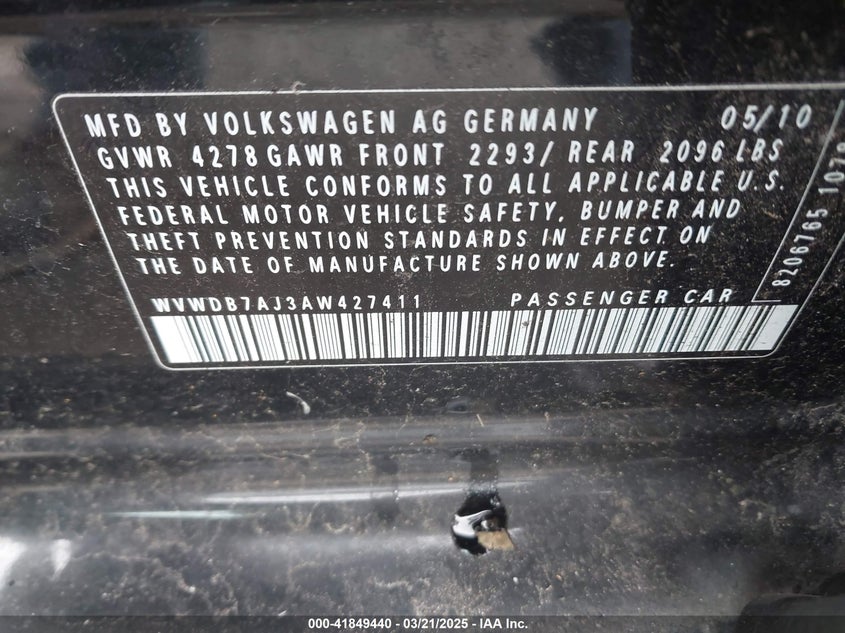 MFD BY VOLKSWAGEN AG GERMANY 05/10
GVWR 4278 GAWR FRONT 2293/ REAR 2096 LBS
THIS VEHICLE CONFORMS TO ALL APPLICABLE U.S.
FEDERAL MOTOR VEHICLE SAFETY, BUMPER AND
THEFT PREVENTION STANDARDS IN EFFECT ON
THE DATE OF MANUFACTURE SHOWN ABOVE.
WVWDB7AJ3AW427411 PASSENGER CAR
8206765
000-41849440 - 03/21/2025 - IAA Inc.